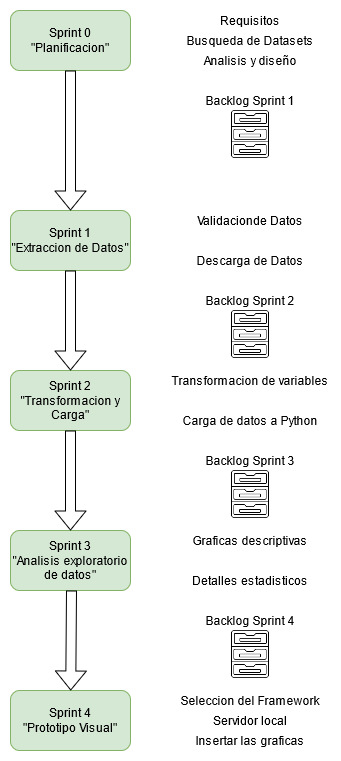 Sprint 0
"Planificacion"
Requisitos
Busqueda de Datasets
Analisis y diseño
Backlog Sprint 1
Sprint 1
"Extraccion de Datos"
Validacionde Datos
Descarga de Datos
Backlog Sprint 2
Sprint 2
"Transformacion y
Carga"
Transformacion de variables
Carga de datos a Python
Backlog Sprint 3
Sprint 3
"Analisis exploratorio
de datos"
Graficas descriptivas
Detalles estadisticos
Backlog Sprint 4
Sprint 4
"Prototipo Visual"
Seleccion del Framework
Servidor local
Insertar las graficas